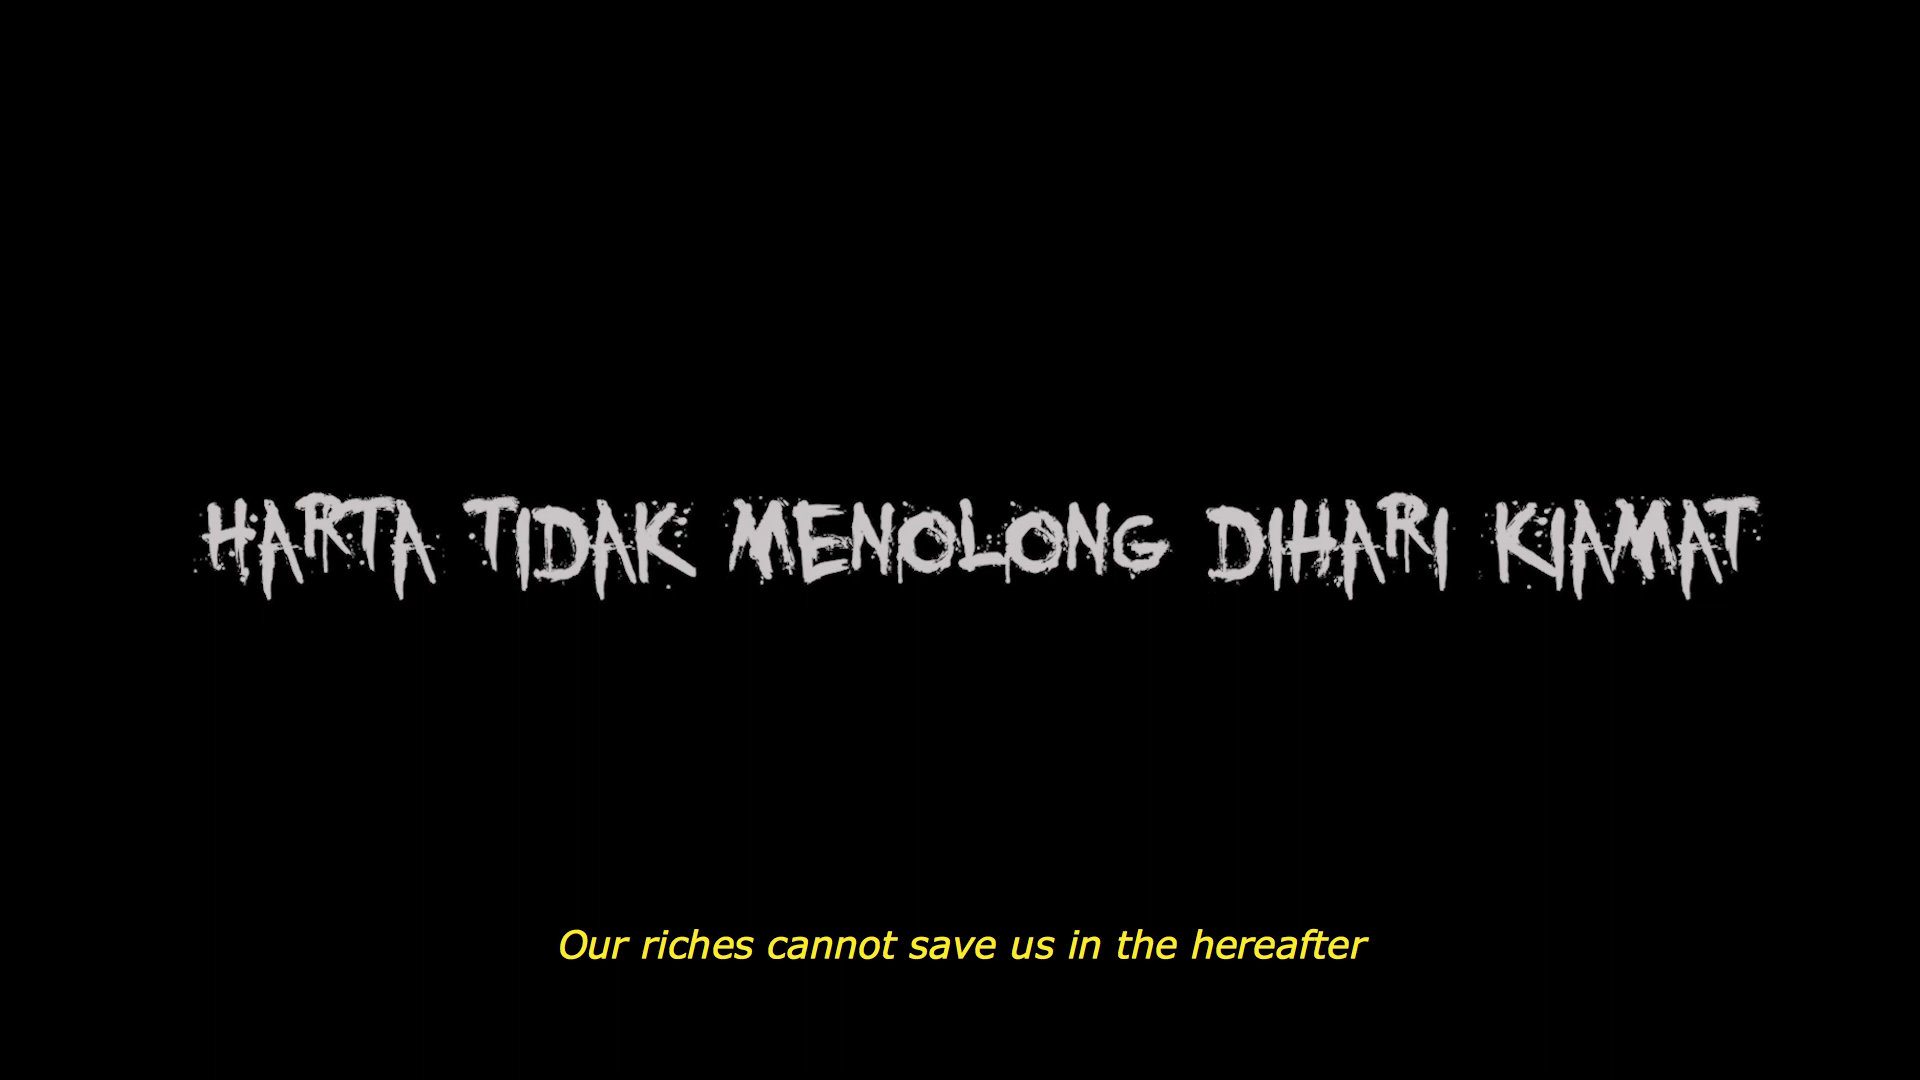 HARTA TIDAK MENOLONG DIHARI KIAMAT
Our riches cannot save us in the hereafter